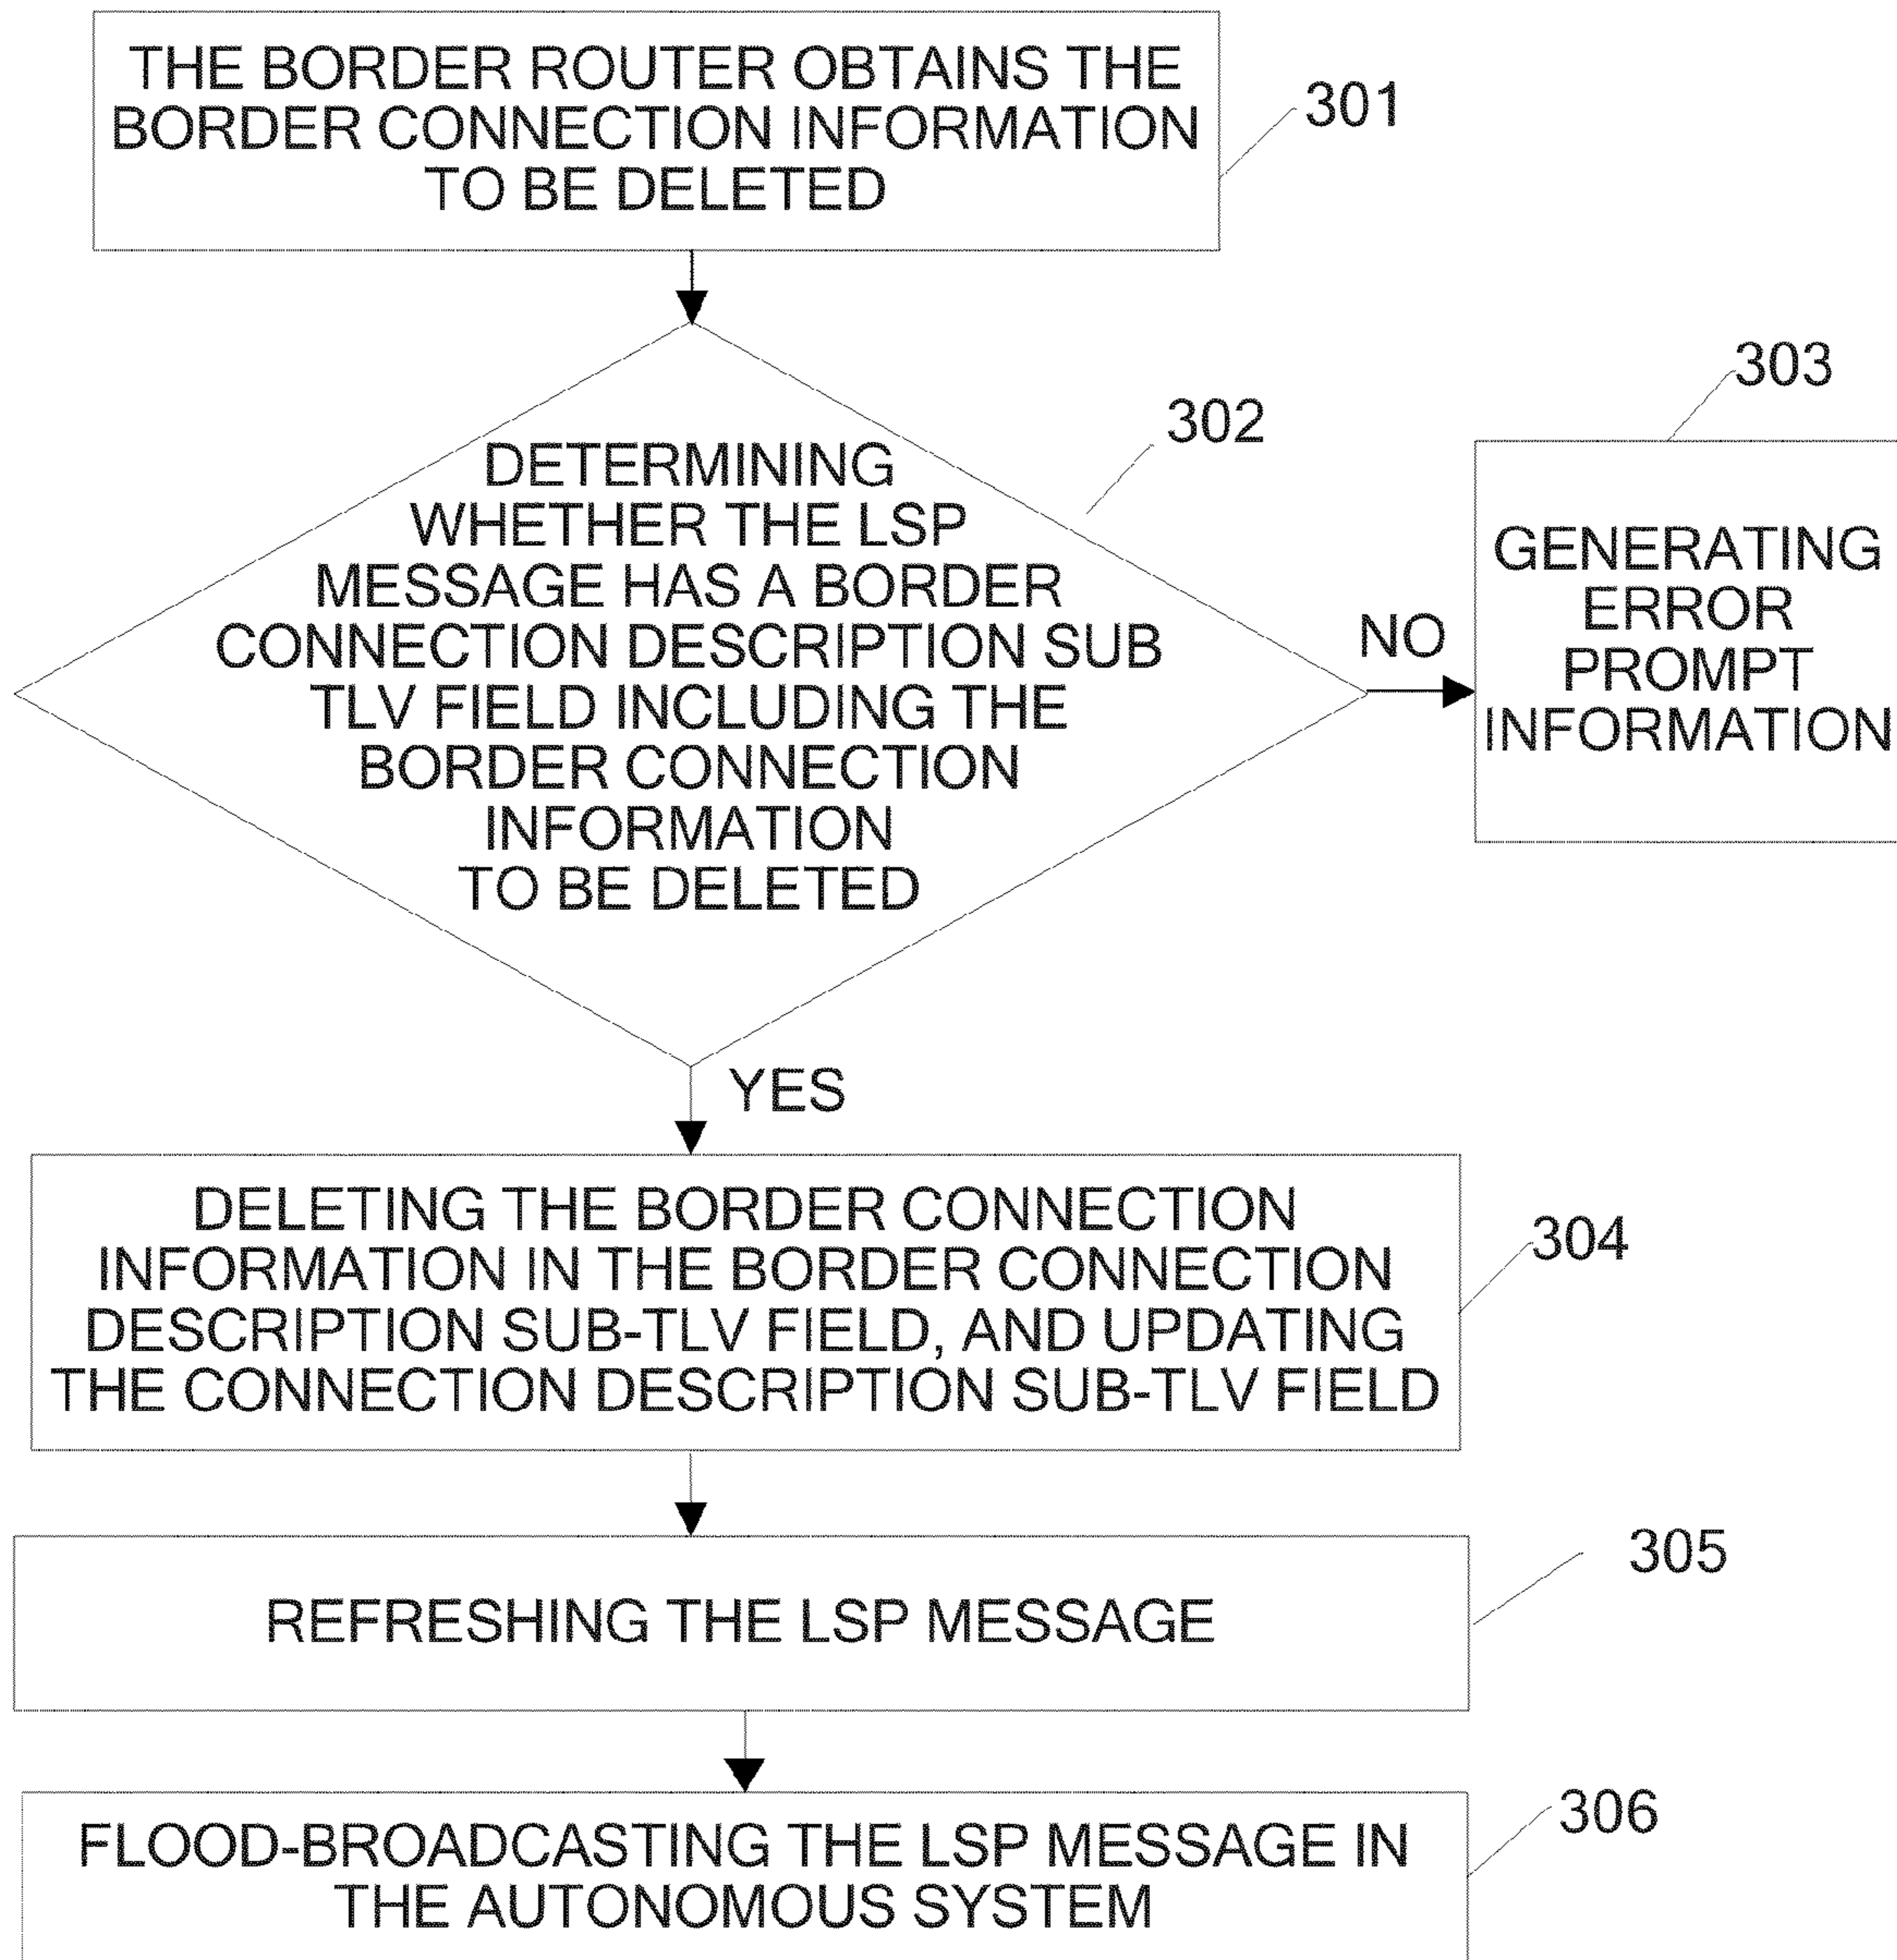 THE BORDER ROUTER OBTAINS THE
BORDER CONNECTION INFORMATION
TO BE DELETED
301
DETERMINING
WHETHER THE LSP
MESSAGE HAS A BORDER
CONNECTION DESCRIPTION SUB
TLV FIELD INCLUDING THE
BORDER CONNECTION
INFORMATION
TO BE DELETED
302
NO
303
GENERATING
ERROR
PROMPT
INFORMATION
YES
DELETING THE BORDER CONNECTION
INFORMATION IN THE BORDER CONNECTION
DESCRIPTION SUB-TLV FIELD, AND UPDATING
THE CONNECTION DESCRIPTION SUB-TLV FIELD
304
REFRESHING THE LSP MESSAGE
305
FLOOD-BROADCASTING THE LSP MESSAGE IN
THE AUTONOMOUS SYSTEM
306